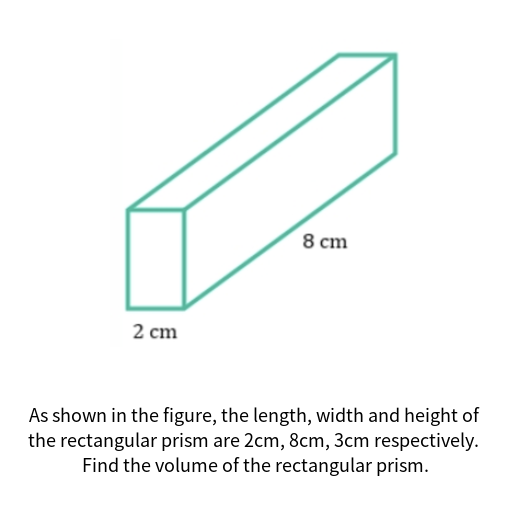 8 cm
2 cm
As shown in the figure, the length, width and height of
the rectangular prism are 2cm, 8cm, 3cm respectively.
Find the volume of the rectangular prism.